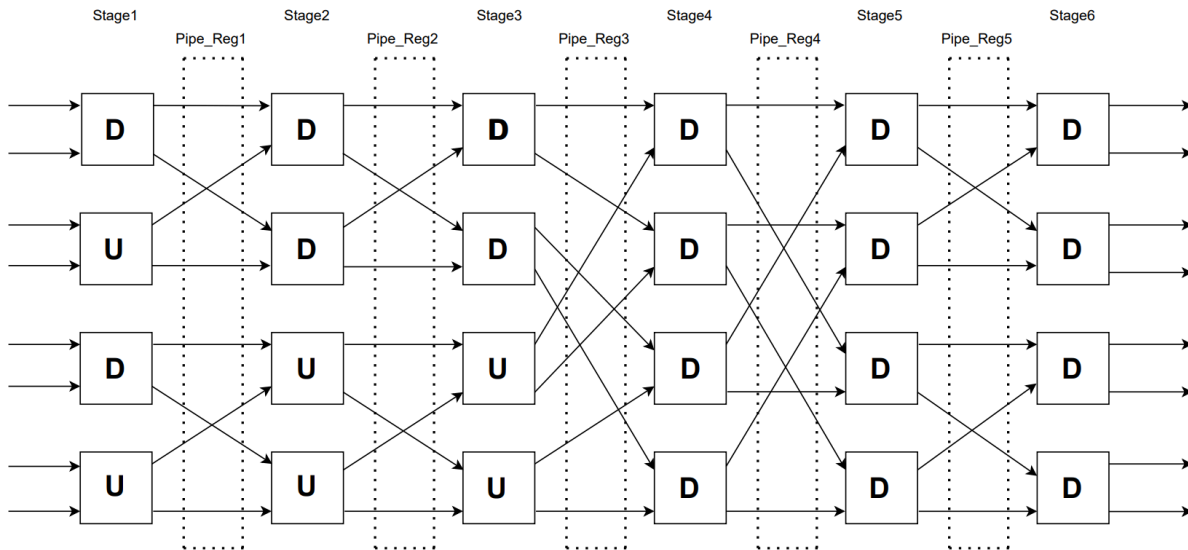 Stage1 Stage2 Stage3 Stage4 Stage5 Stage6
Pipe_Reg1 Pipe_Reg2 Pipe_Reg3 Pipe_Reg4 Pipe_Reg5
D D D D D D
U D D D D D
D U U D D D
U U U D D D